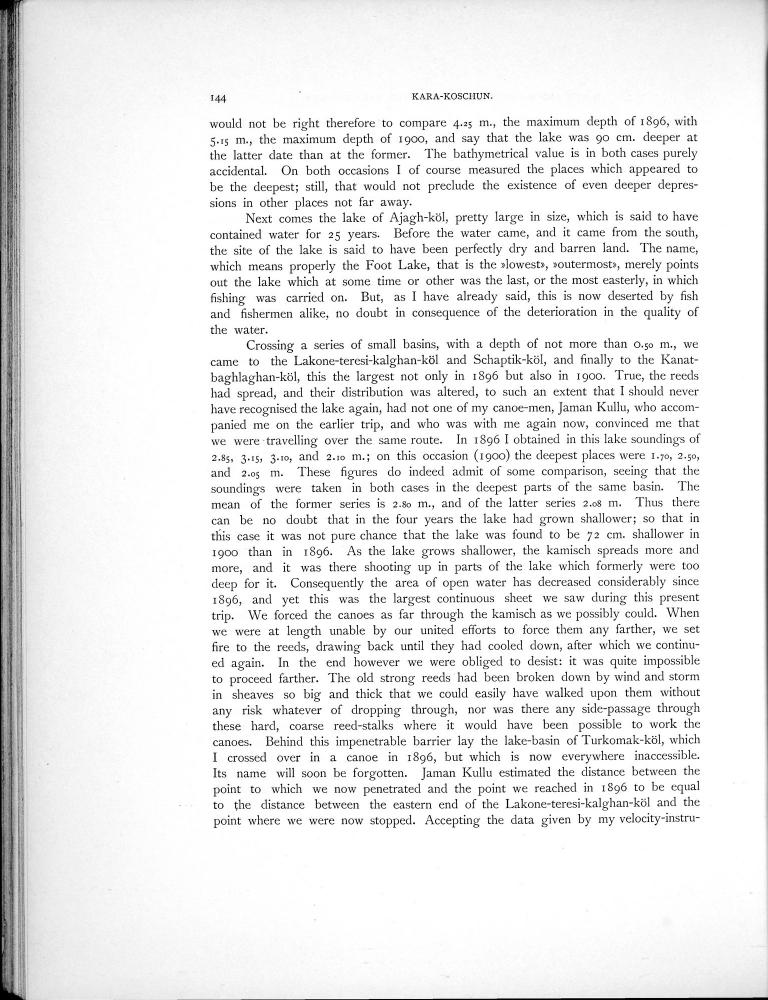 144
KARA-KOSCHUN.
would not be right therefore to compare 4.25 m., the maximum depth of 1896, with
5.15 m., the maximum depth of 1900, and say that the lake was 90 cm. deeper at
the latter date than at the former. The bathymetrical value is in both cases purely
accidental. On both occasions I of course measured the places which appeared to
be the deepest; still, that would not preclude the existence of even deeper depres-
sions in other places not far away.
Next comes the lake of Ajagh-köl, pretty large in size, which is said to have
contained water for 25 years. Before the water came, and it came from the south,
the site of the lake is said to have been perfectly dry and barren land. The name,
which means properly the Foot Lake, that is the »lowest», »outermost», merely points
out the lake which at some time or other was the last, or the most easterly, in which
fishing was carried on. But, as I have already said, this is now deserted by fish
and fishermen alike, no doubt in consequence of the deterioration in the quality of
the water.
Crossing a series of small basins, with a depth of not more than 0.50 m., we
came to the Lakone-teresi-kalghan-köl and Schaptik-köl, and finally to the Kanat-
baghlaghan-köl, this the largest not only in 1896 but also in 1900. True, the reeds
had spread, and their distribution was altered, to such an extent that I should never
have recognised the lake again, had not one of my canoe-men, Jaman Kullu, who accom-
panied me on the earlier trip, and who was with me again now, convinced me that
we were travelling over the same route. In 1896 I obtained in this lake soundings of
2.85, 3.15, 3.10, and 2.10 m.; on this occasion (1900) the deepest places were 1.70, 2.50,
and 2.05 m. These figures do indeed admit of some comparison, seeing that the
soundings were taken in both cases in the deepest parts of the same basin. The
mean of the former series is 2.80 m., and of the latter series 2.08 m. Thus there
can be no doubt that in the four years the lake had grown shallower; so that in
this case it was not pure chance that the lake was found to be 72 cm. shallower in
1900 than in 1896. As the lake grows shallower, the kamisch spreads more and
more, and it was there shooting up in parts of the lake which formerly were too
deep for it. Consequently the area of open water has decreased considerably since
1896, and yet this was the largest continuous sheet we saw during this present
trip. We forced the canoes as far through the kamisch as we possibly could. When
we were at length unable by our united efforts to force them any farther, we set
fire to the reeds, drawing back until they had cooled down, after which we continu-
ed again. In the end however we were obliged to desist: it was quite impossible
to proceed farther. The old strong reeds had been broken down by wind and storm
in sheaves so big and thick that we could easily have walked upon them without
any risk whatever of dropping through, nor was there any side-passage through
these hard, coarse reed-stalks where it would have been possible to work the
canoes. Behind this impenetrable barrier lay the lake-basin of Turkomak-köl, which
I crossed over in a canoe in 1896, but which is now everywhere inaccessible.
Its name will soon be forgotten. Jaman Kullu estimated the distance between the
point to which we now penetrated and the point we reached in 1896 to be equal
to the distance between the eastern end of the Lakone-teresi-kalghan-köl and the
point where we were now stopped. Accepting the data given by my velocity-instru-